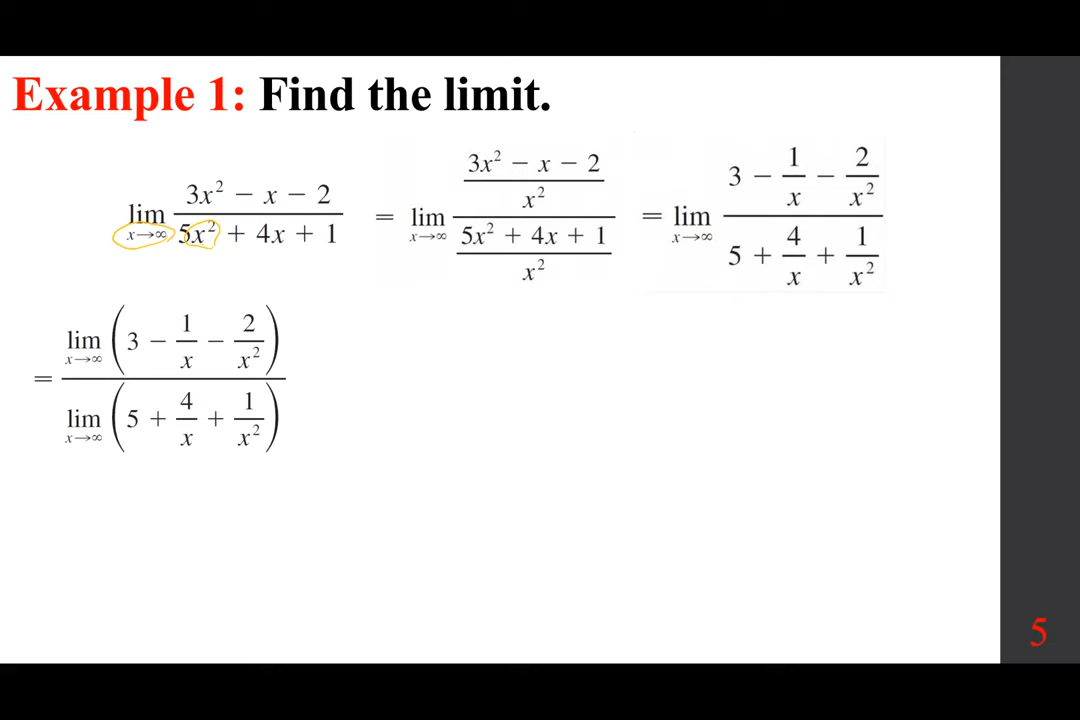 Example 1: Find the limit.
lim x→∞ (3x² − x − 2)/(5x² + 4x + 1) = lim x→∞ ((3x² − x − 2)/x²)/((5x² + 4x + 1)/x²) = lim x→∞ (3 − 1/x − 2/x²)/(5 + 4/x + 1/x²)
= (lim x→∞ (3 − 1/x − 2/x²))/(lim x→∞ (5 + 4/x + 1/x²))
5